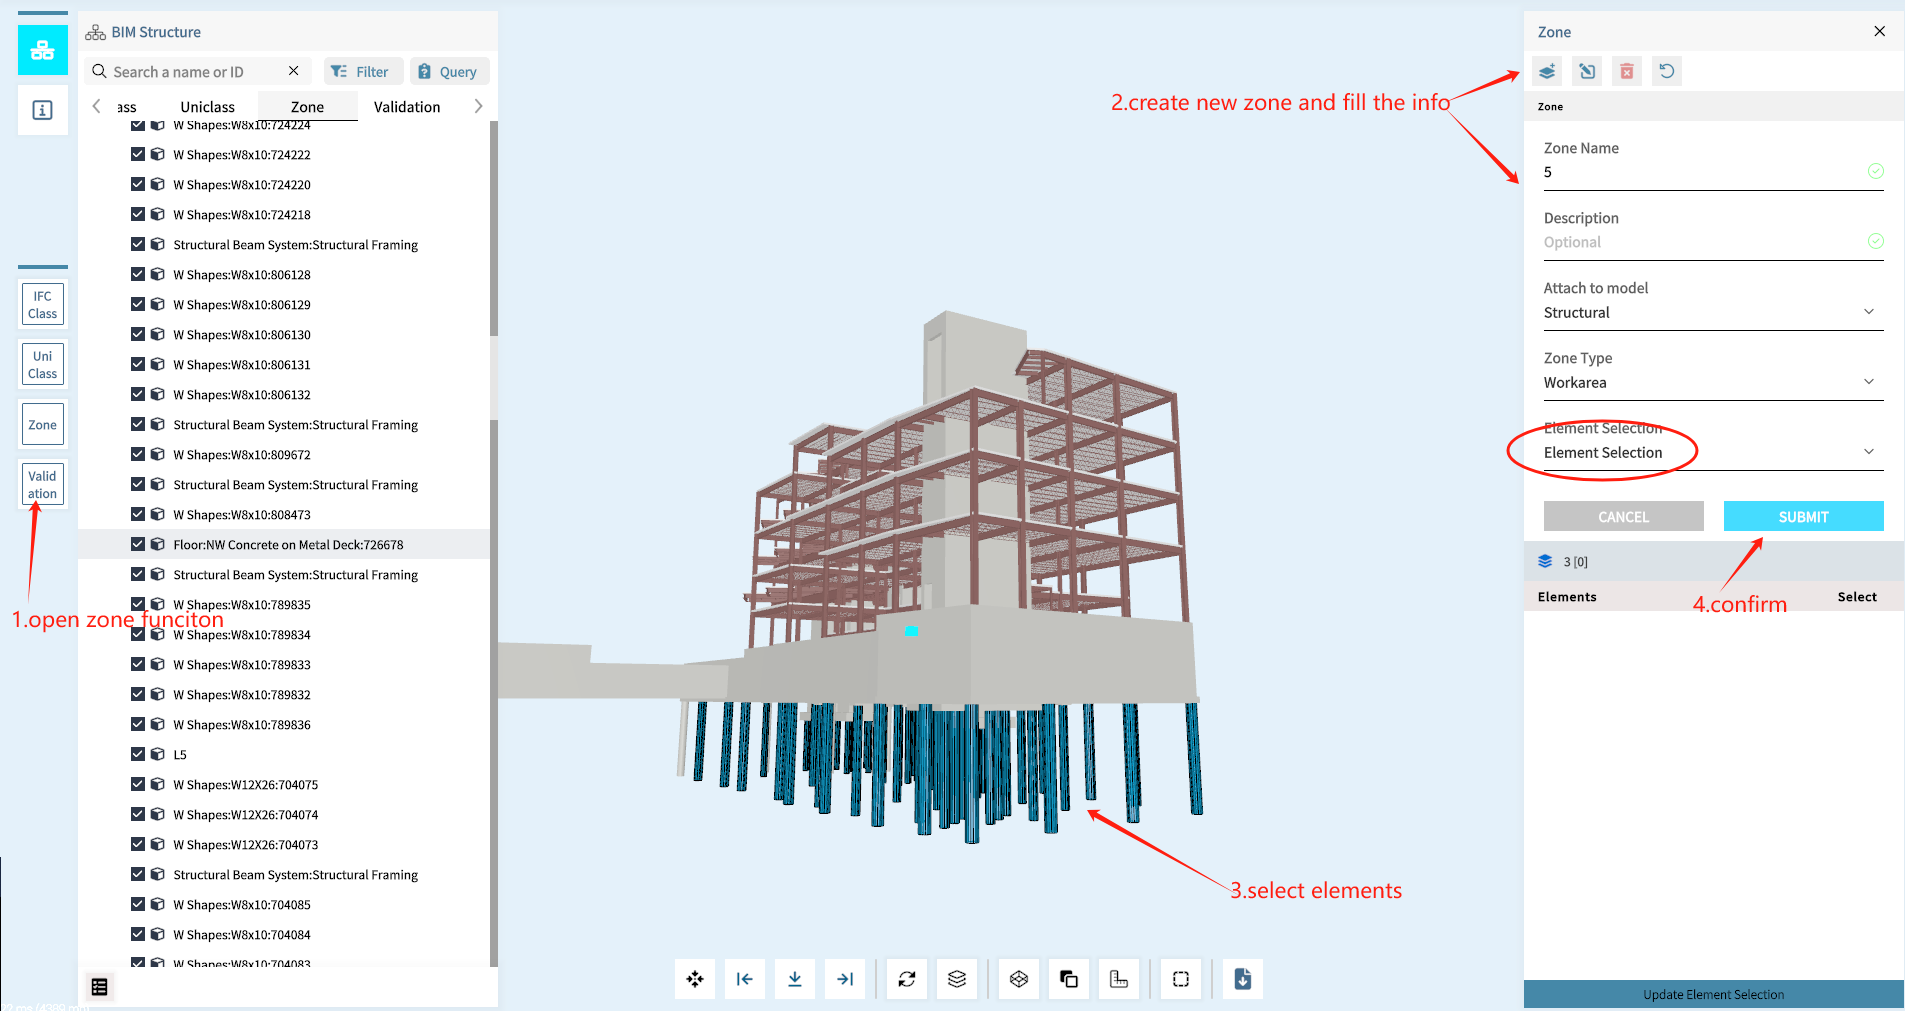 BIM Structure
Search a name or ID
Filter
Query
ass
Uniclass
Zone
Validation
W Shapes:W8x10:724224
W Shapes:W8x10:724222
W Shapes:W8x10:724220
W Shapes:W8x10:724218
Structural Beam System:Structural Framing
W Shapes:W8x10:806128
W Shapes:W8x10:806129
W Shapes:W8x10:806130
W Shapes:W8x10:806131
W Shapes:W8x10:806132
Structural Beam System:Structural Framing
W Shapes:W8x10:809672
Structural Beam System:Structural Framing
W Shapes:W8x10:808473
Floor:NW Concrete on Metal Deck:726678
Structural Beam System:Structural Framing
W Shapes:W8x10:789835
W Shapes:W8x10:789834
W Shapes:W8x10:789833
W Shapes:W8x10:789832
W Shapes:W8x10:789836
L5
W Shapes:W12X26:704075
W Shapes:W12X26:704074
W Shapes:W12X26:704073
Structural Beam System:Structural Framing
W Shapes:W8x10:704085
W Shapes:W8x10:704084
W Shapes:W8x10:704083
IFC
Class
Uni
Class
Zone
Valid
ation
1.open zone funciton
2.create new zone and fill the info
3.select elements
4.confirm
Zone
Zone
Zone Name
5
Description
Optional
Attach to model
Structural
Zone Type
Workarea
Element Selection
Element Selection
CANCEL
SUBMIT
3 [0]
Elements
Select
Update Element Selection